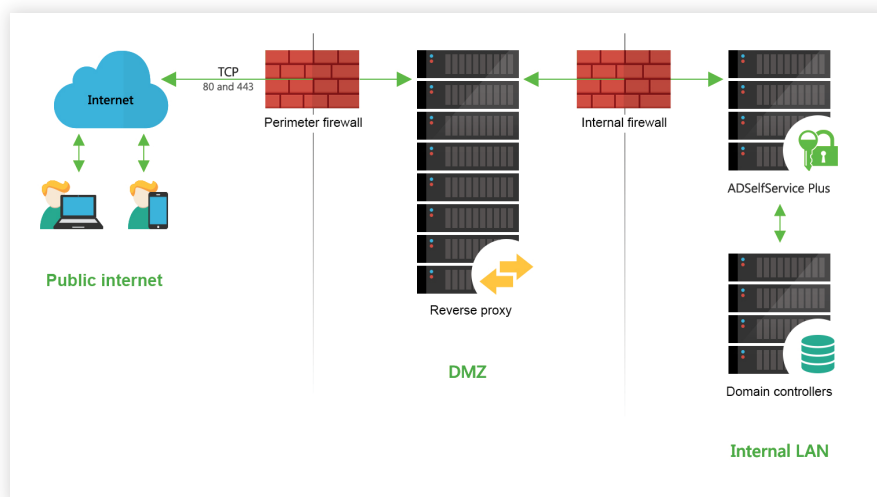 Internet
TCP
80 and 443
Perimeter firewall
Internal firewall
ADSelfService Plus
Public internet
Reverse proxy
DMZ
Domain controllers
Internal LAN